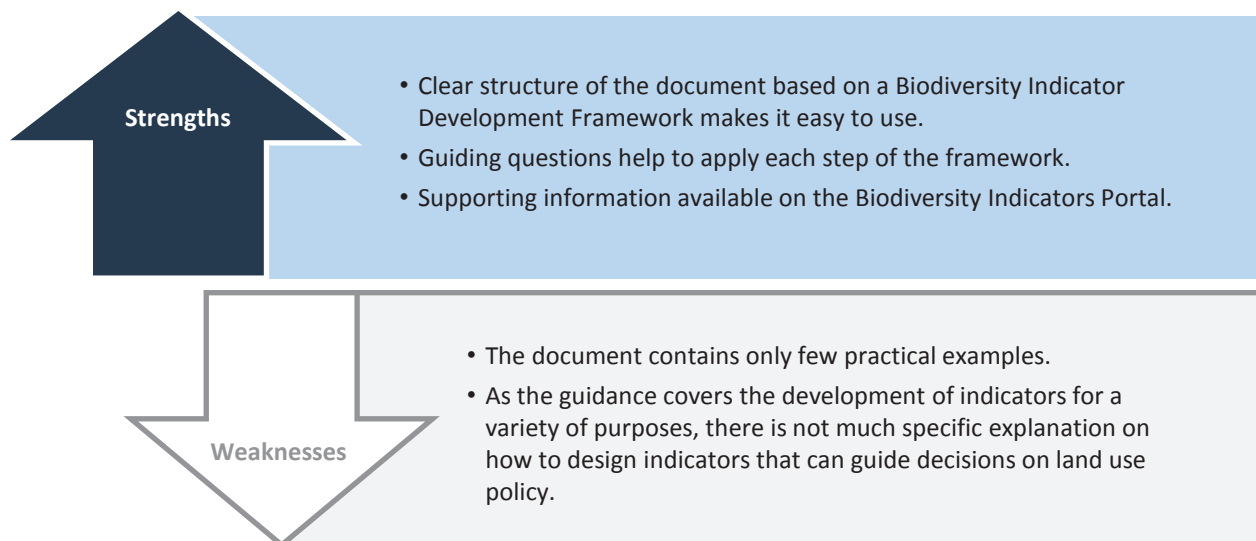 Strengths
• Clear structure of the document based on a Biodiversity Indicator
Development Framework makes it easy to use.
• Guiding questions help to apply each step of the framework.
• Supporting information available on the Biodiversity Indicators Portal.
Weaknesses
• The document contains only few practical examples.
• As the guidance covers the development of indicators for a
variety of purposes, there is not much specific explanation on
how to design indicators that can guide decisions on land use
policy.